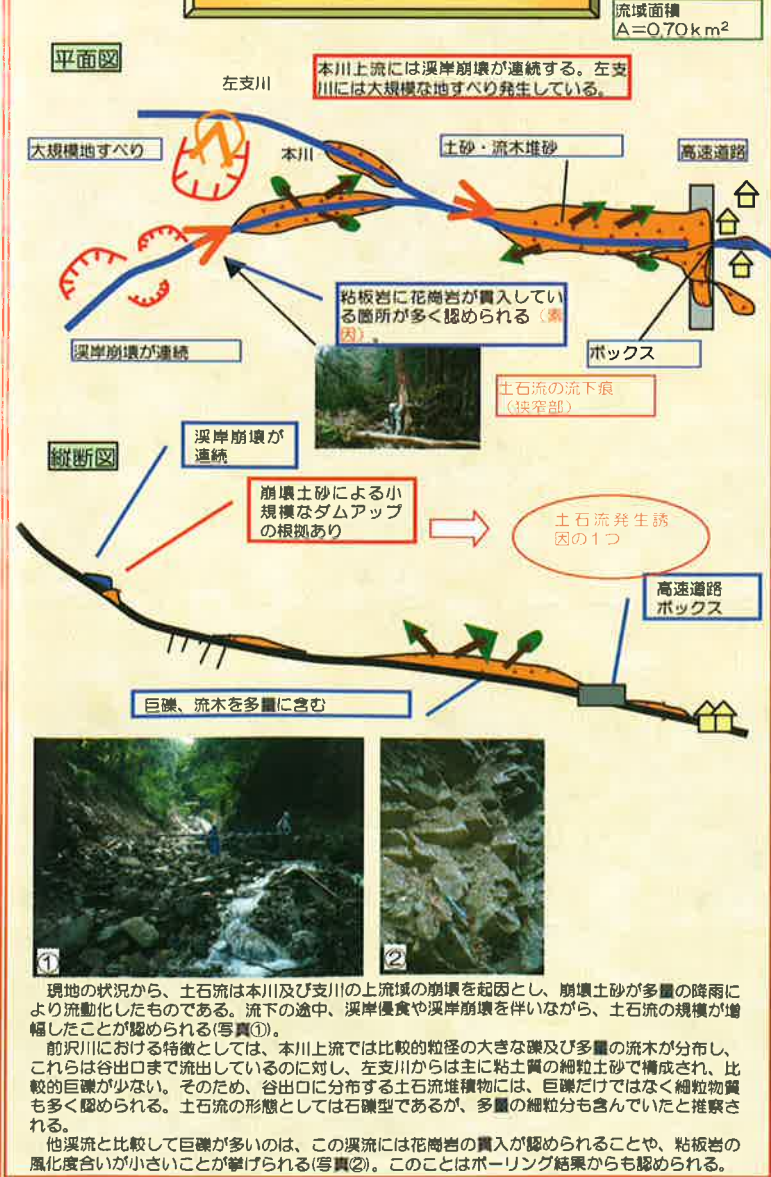 流域面積
A=0.70km²
平面図
左支川
本川上流には渓岸崩壊が連続する。左支
川には大規模な地すべり発生している。
大規模地すべり
本川
土砂・流木堆砂
高速道路
粘板岩に花崗岩が貫入してい
る箇所が多く認められる（素
因）。
渓岸崩壊が連続
ボックス
土石流の流下痕
（狭窄部）
縦断図
渓岸崩壊が
連続
崩壊土砂による小
規模なダムアップ
の根拠あり
土石流発生誘
因の1つ
高速道路
ボックス
巨礫、流木を多量に含む
①
②
現地の状況から、土石流は本川及び支川の上流域の崩壊を起因とし、崩壊土砂が多量の降雨に
より流動化したものである。流下の途中、渓岸侵食や渓岸崩壊を伴いながら、土石流の規模が増
幅したことが認められる(写真①)。
前沢川における特徴としては、本川上流では比較的粒径の大きな礫及び多量の流木が分布し、
これらは谷出口まで流出しているのに対し、左支川からは主に粘土質の細粒土砂で構成され、比
較的巨礫が少ない。そのため、谷出口に分布する土石流堆積物には、巨礫だけではなく細粒物質
も多く認められる。土石流の形態としては石礫型であるが、多量の細粒分も含んでいたと推察さ
れる。
他渓流と比較して巨礫が多いのは、この渓流には花崗岩の貫入が認められることや、粘板岩の
風化度合いが小さいことが挙げられる(写真②)。このことはボーリング結果からも認められる。